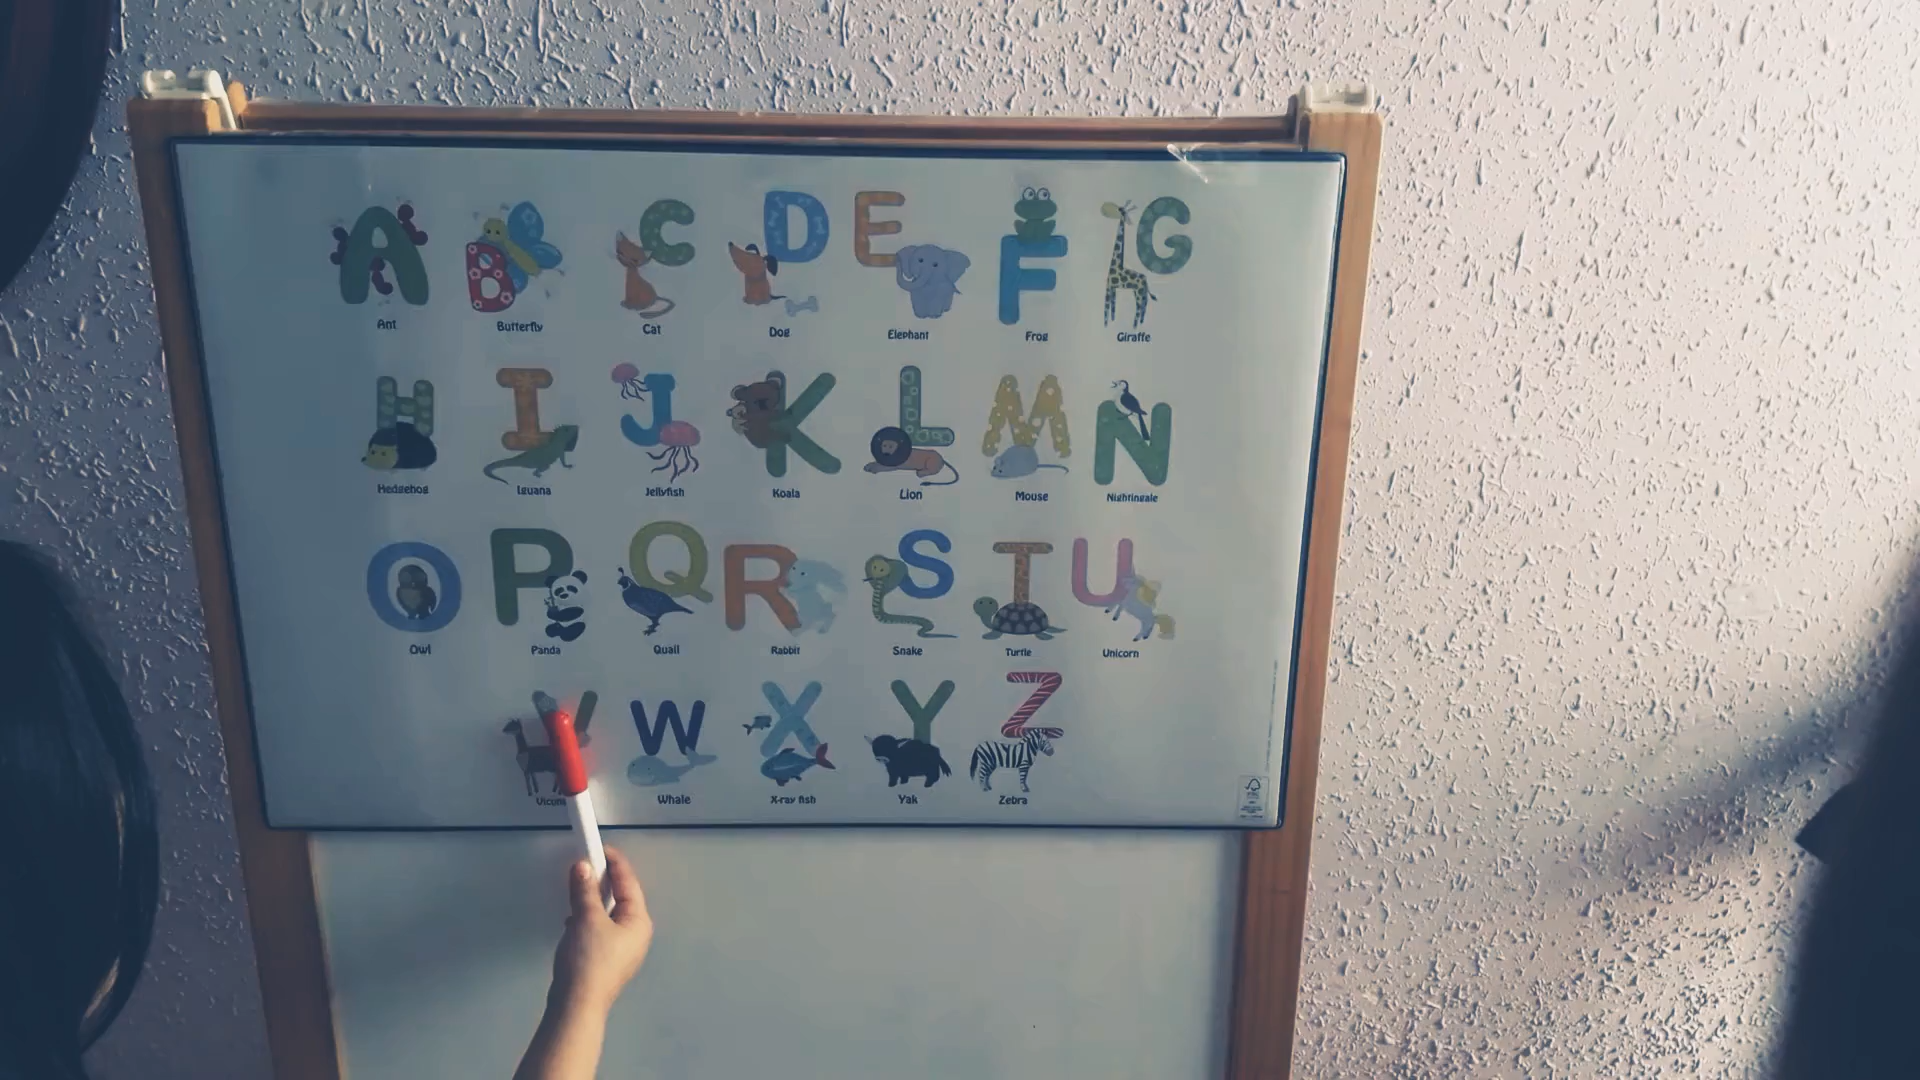 A B C D E F G
Ant Butterfly Cat Dog Elephant Frog Giraffe
H I J K L M N
Hedgehog Iguana Jellyfish Koala Lion Mouse Nightingale
O P Q R S T U
Owl Panda Quail Rabbit Snake Turtle Unicorn
V W X Y Z
Whale X-ray fish Yak Zebra